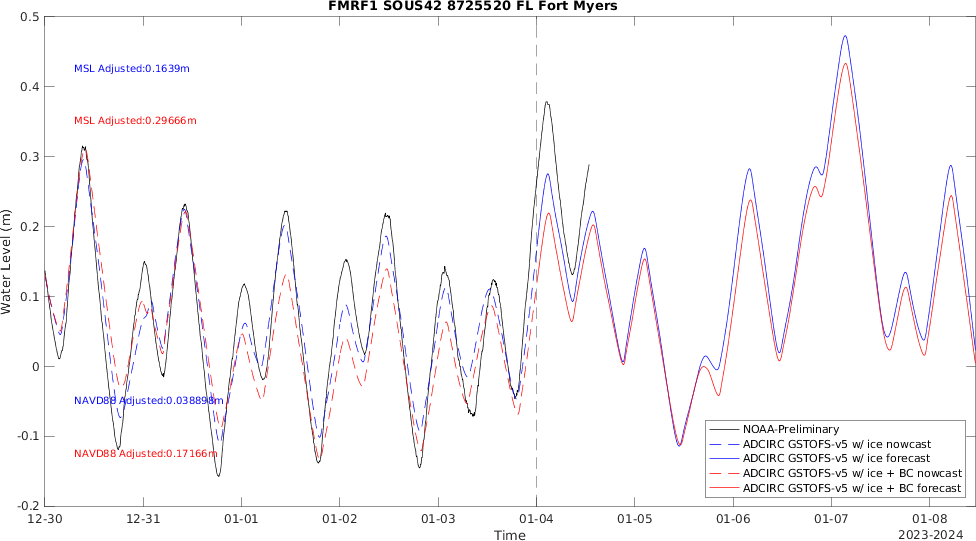 FMRF1 SOUS42 8725520 FL Fort Myers
0.5
0.4
0.3
0.2
0.1
0
-0.1
-0.2
Water Level (m)
MSL Adjusted:0.1639m
MSL Adjusted:0.29666m
NAVD88 Adjusted:0.038898m
NAVD88 Adjusted:0.17166m
NOAA-Preliminary
ADCIRC GSTOFS-v5 w/ ice nowcast
ADCIRC GSTOFS-v5 w/ ice forecast
ADCIRC GSTOFS-v5 w/ ice + BC nowcast
ADCIRC GSTOFS-v5 w/ ice + BC forecast
12-30 12-31 01-01 01-02 01-03 01-04 01-05 01-06 01-07 01-08
Time
2023-2024